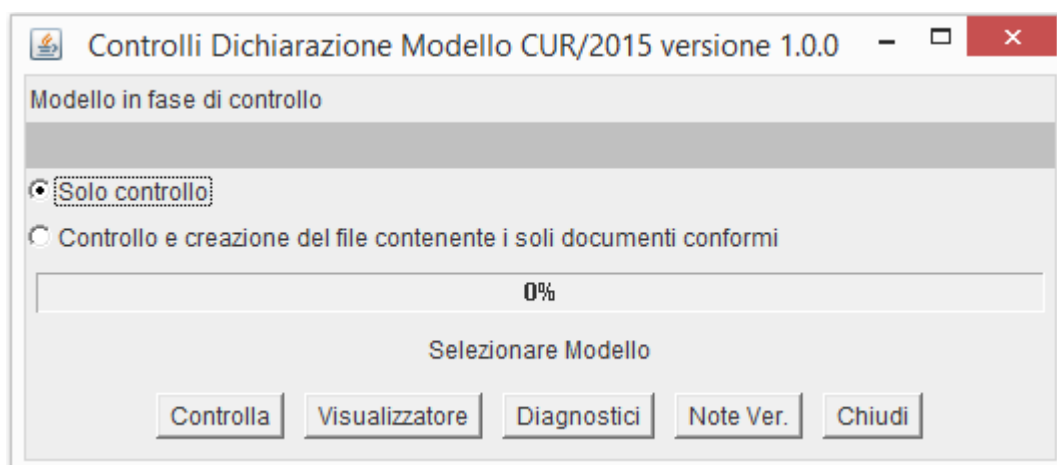 Controlli Dichiarazione Modello CUR/2015 versione 1.0.0
Modello in fase di controllo
Solo controllo
Controllo e creazione del file contenente i soli documenti conformi
0%
Selezionare Modello
Controlla Visualizzatore Diagnostici Note Ver. Chiudi